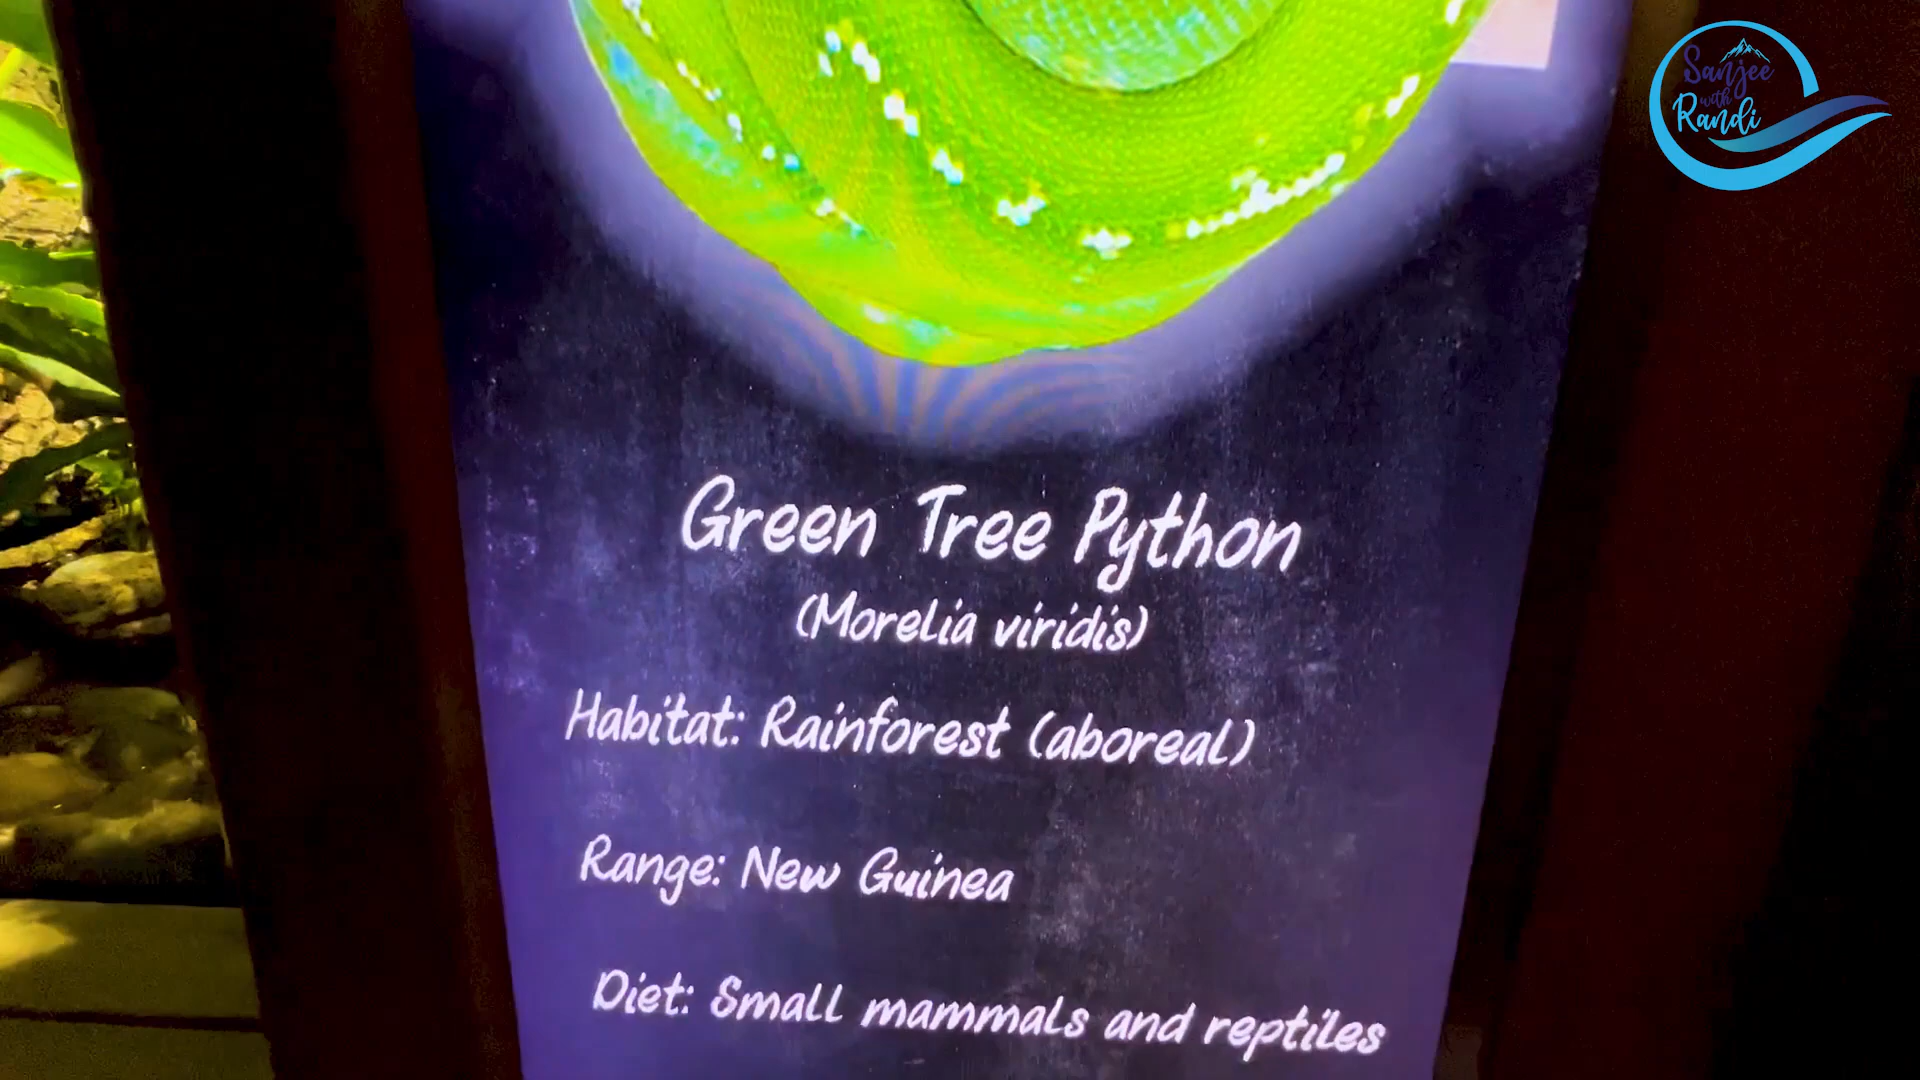 Sanjee
with
Randi
Green Tree Python
(Morelia viridis)
Habitat: Rainforest (aboreal)
Range: New Guinea
Diet: Small mammals and reptiles